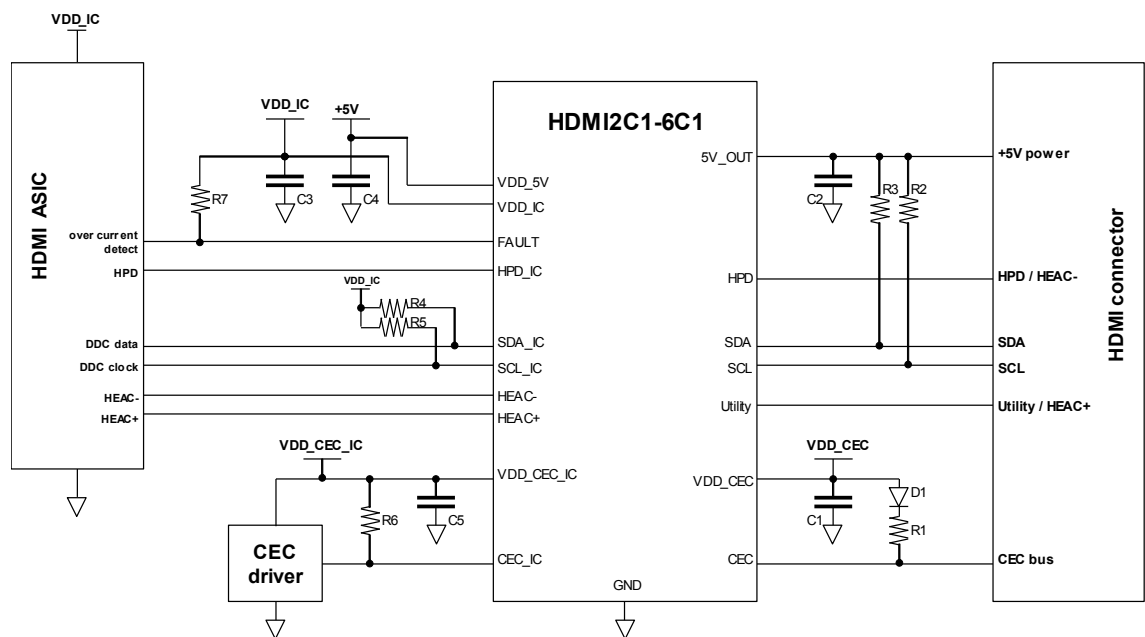 VDD_IC
HDMI ASIC
over current
detect
HPD
DDC data
DDC clock
HEAC-
HEAC+
VDD_IC
+5V
R7
C3
C4
VDD_IC
R4
R5
VDD_CEC_IC
R6
C5
CEC
driver
HDMI2C1-6C1
VDD_5V
VDD_IC
FAULT
HPD_IC
SDA_IC
SCL_IC
HEAC-
HEAC+
VDD_CEC_IC
CEC_IC
GND
5V_OUT
HPD
SDA
SCL
Utility
VDD_CEC
CEC
C2
R3
R2
VDD_CEC
C1
D1
R1
+5V power
HPD / HEAC-
SDA
SCL
Utility / HEAC+
CEC bus
HDMI connector